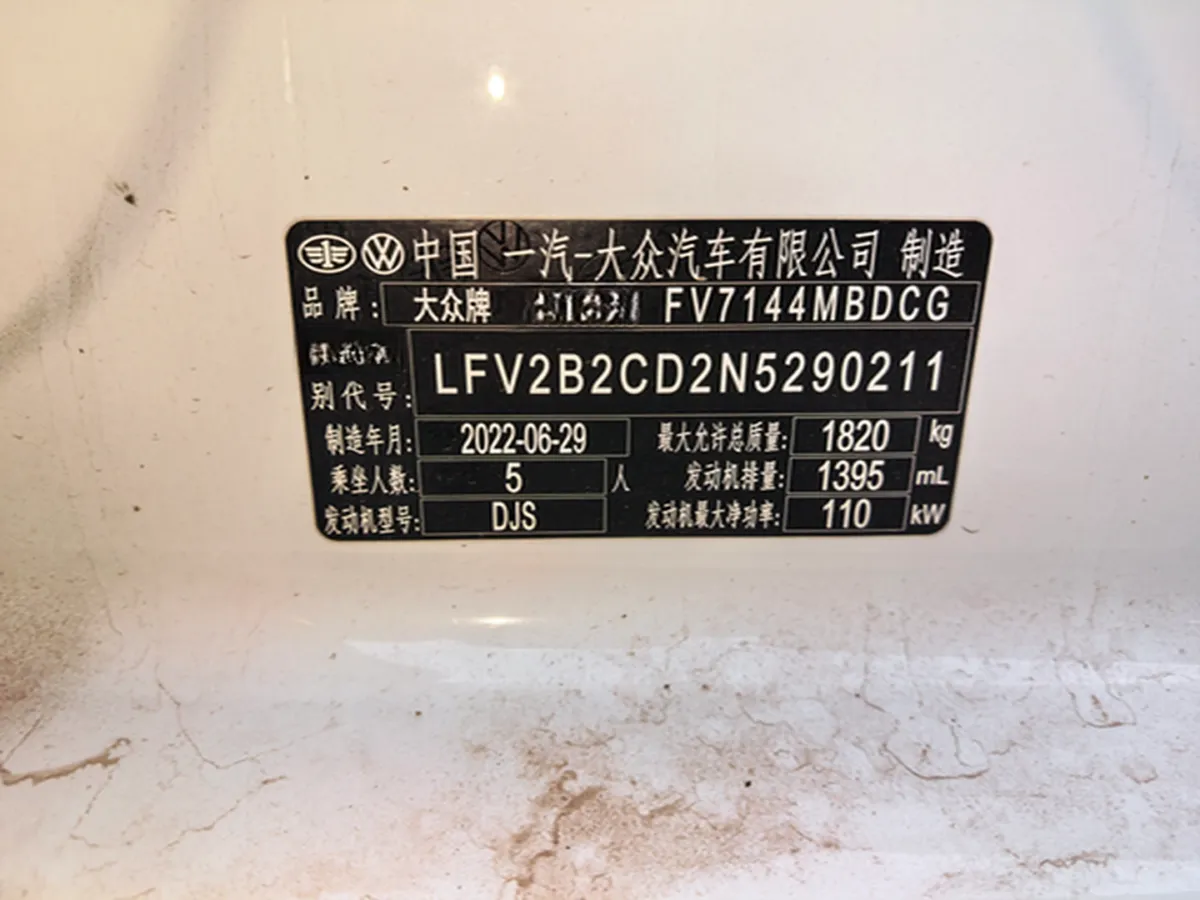 中国 一汽-大众汽车有限公司 制造
品牌: 大众牌 FV7144MBDCG
别代号: LFV2B2CD2N5290211
制造年月: 2022-06-29 最大允许总质量: 1820 kg
乘坐人数: 5 人 发动机排量: 1395 mL
发动机型号: DJS 发动机最大净功率: 110 kW